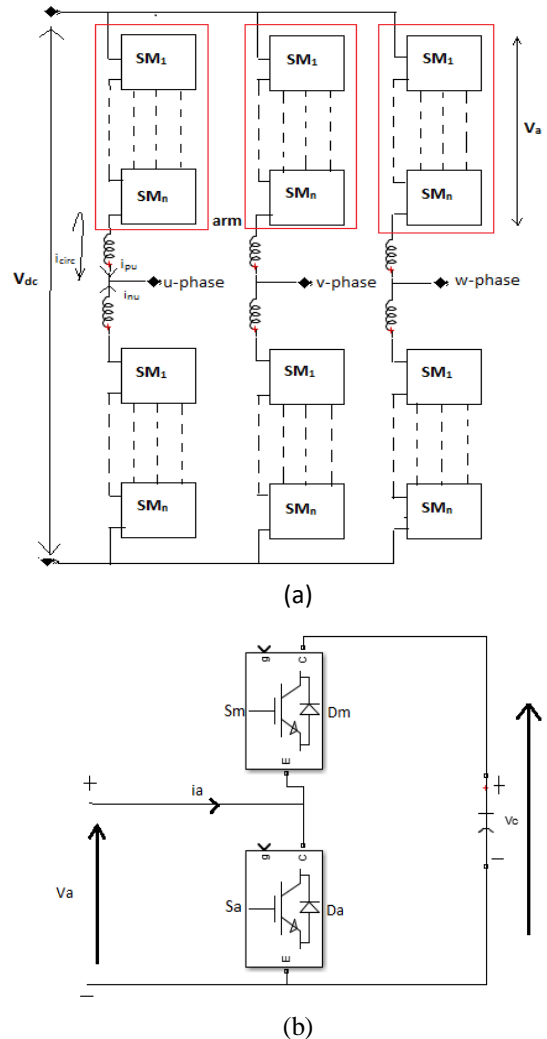 SM₁ SM₁ SM₁
Va
SMₙ SMₙ SMₙ
arm
Vdc
icirc
ipu
u-phase v-phase w-phase
inu
SM₁ SM₁ SM₁
SMₙ SMₙ SMₙ
(a)
g C
Sm Dm
E
+ ia + 
Vc
g C
Va Sa Da
E
− −
(b)